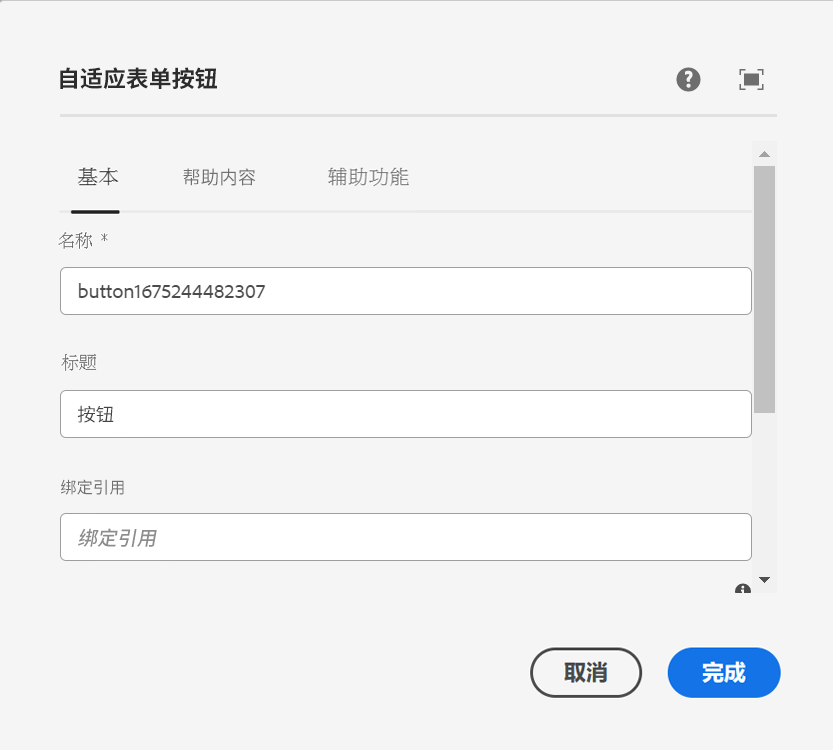 自适应表单按钮
基本 帮助内容 辅助功能
名称 *
button1675244482307
标题
按钮
绑定引用
绑定引用
取消 完成